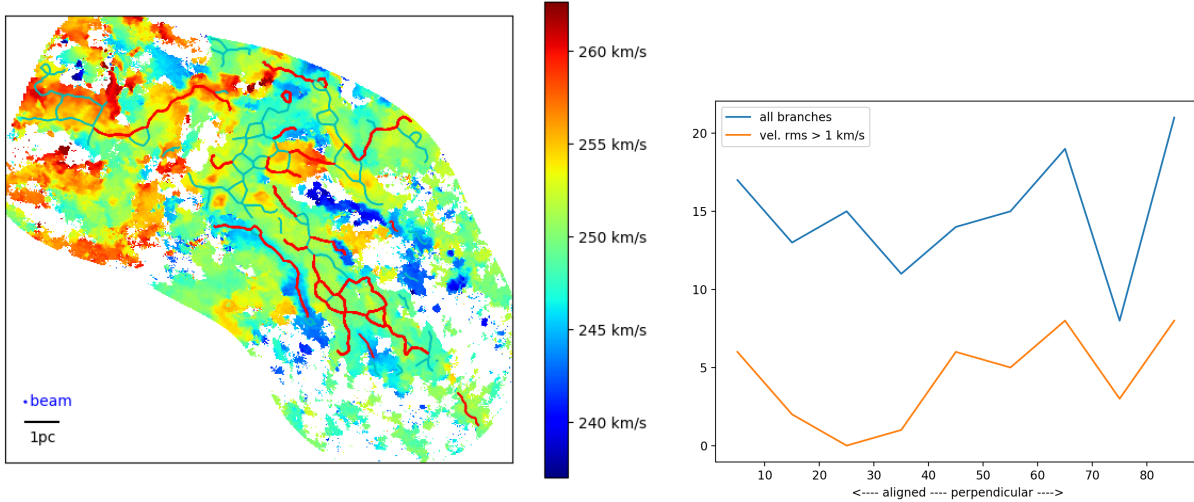 beam
1pc
260 km/s
255 km/s
250 km/s
245 km/s
240 km/s
all branches
vel. rms > 1 km/s
20
15
10
5
0
10 20 30 40 50 60 70 80
<---- aligned ---- perpendicular ---->